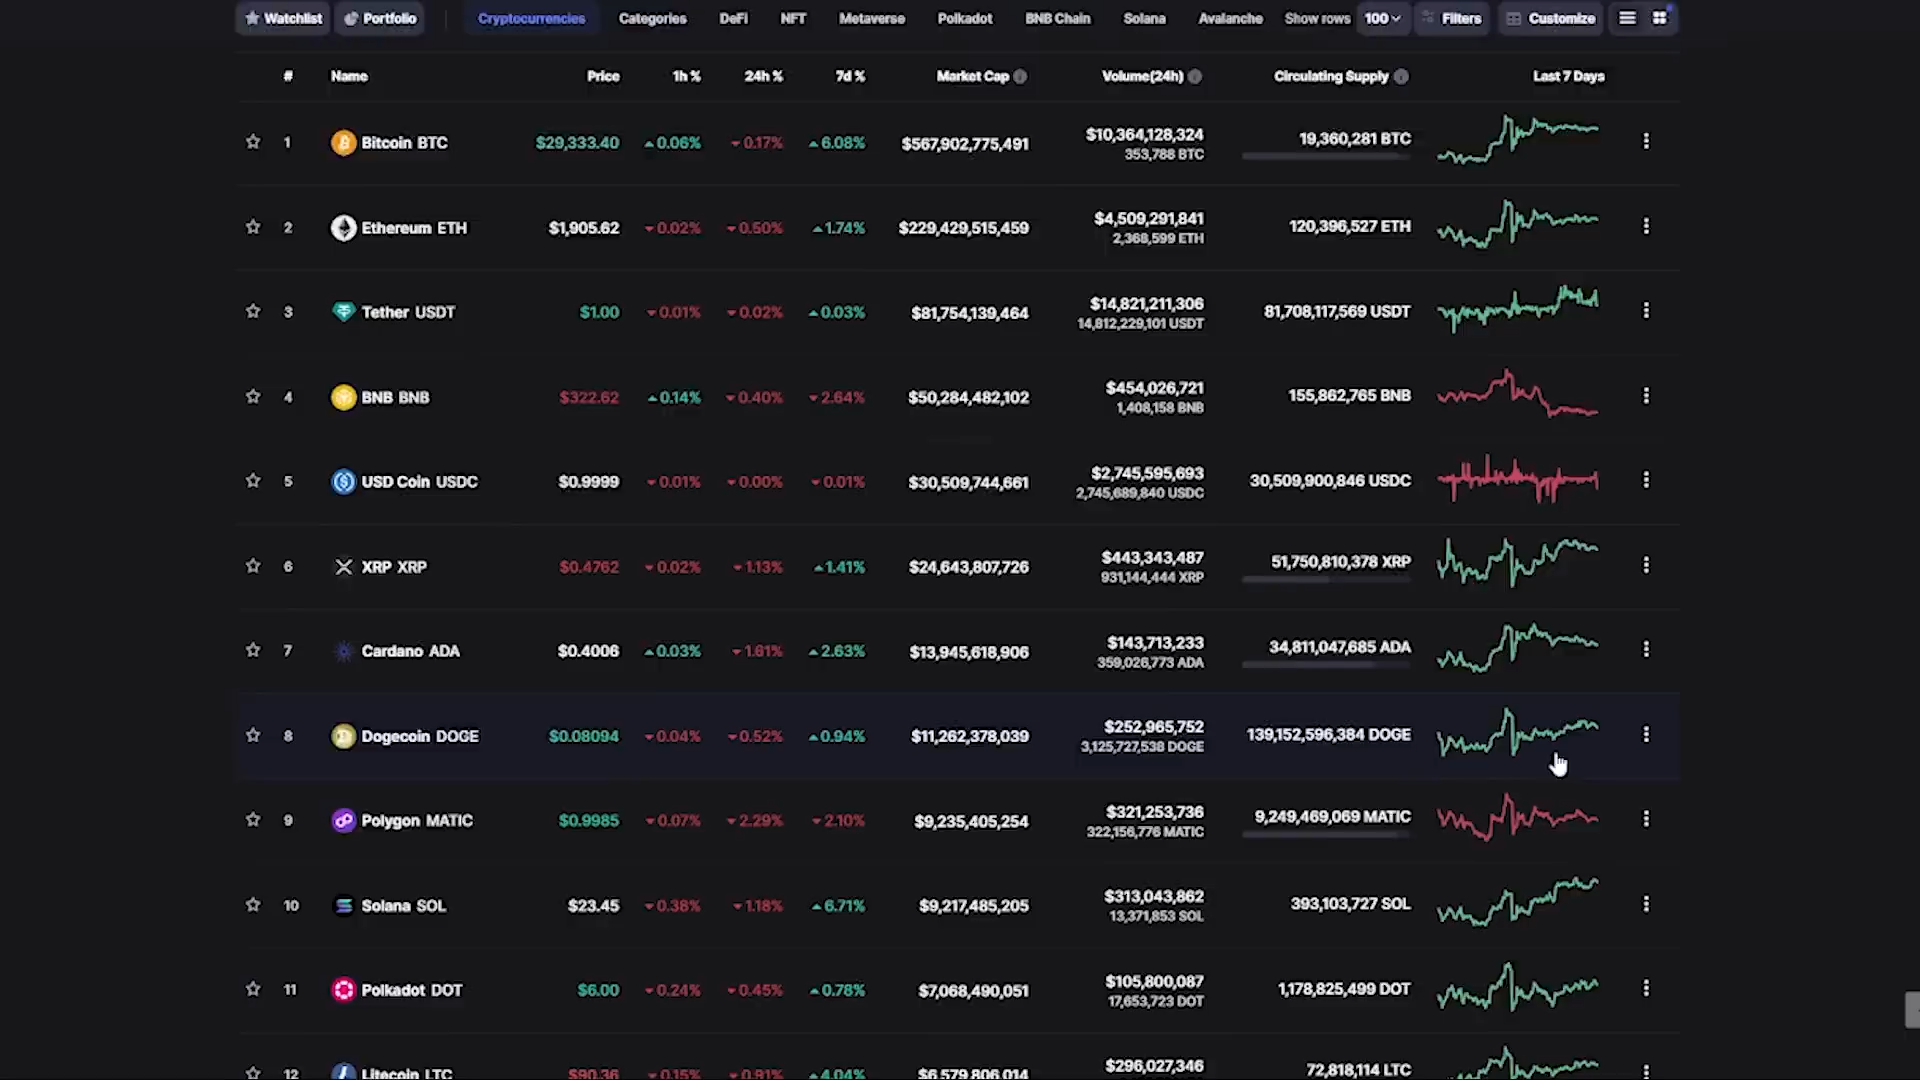 Watchlist Portfolio Cryptocurrencies Categories DeFi NFT Metaverse Polkadot BNB Chain Solana Avalanche Show rows 100 Filters Customize
# Name Price 1h % 24h % 7d % Market Cap Volume(24h) Circulating Supply Last 7 Days
1 Bitcoin BTC $29,333.40 0.06% 0.17% 6.08% $567,902,775,491 $10,364,128,324 19,360,281 BTC
353,788 BTC
2 Ethereum ETH $1,905.62 0.02% 0.50% 1.74% $229,429,515,459 $4,509,291,841 120,396,527 ETH
2,368,599 ETH
3 Tether USDT $1.00 0.01% 0.02% 0.03% $81,754,139,464 $14,821,211,306 81,708,117,569 USDT
14,812,229,101 USDT
4 BNB BNB $322.62 0.14% 0.40% 2.64% $50,284,482,102 $454,026,721 155,862,765 BNB
1,408,158 BNB
5 USD Coin USDC $0.9999 0.01% 0.00% 0.01% $30,509,744,661 $2,745,595,693 30,509,900,846 USDC
2,745,689,840 USDC
6 XRP XRP $0.4762 0.02% 1.13% 1.41% $24,643,807,726 $443,343,487 51,750,810,378 XRP
931,144,444 XRP
7 Cardano ADA $0.4006 0.03% 1.61% 2.63% $13,945,618,906 $143,713,233 34,811,047,685 ADA
359,026,773 ADA
8 Dogecoin DOGE $0.08094 0.04% 0.52% 0.94% $11,262,378,039 $252,965,752 139,152,596,384 DOGE
3,125,727,538 DOGE
9 Polygon MATIC $0.9985 0.07% 2.29% 2.10% $9,235,405,254 $321,253,736 9,249,469,069 MATIC
322,156,776 MATIC
10 Solana SOL $23.45 0.38% 1.18% 6.71% $9,217,485,205 $313,043,862 393,103,727 SOL
13,371,853 SOL
11 Polkadot DOT $6.00 0.24% 0.45% 0.78% $7,068,490,051 $105,800,087 1,178,825,499 DOT
17,653,723 DOT
12 Litecoin LTC $90.36 0.15% 0.91% 4.04% $6,579,806,014 $296,027,346 72,818,114 LTC